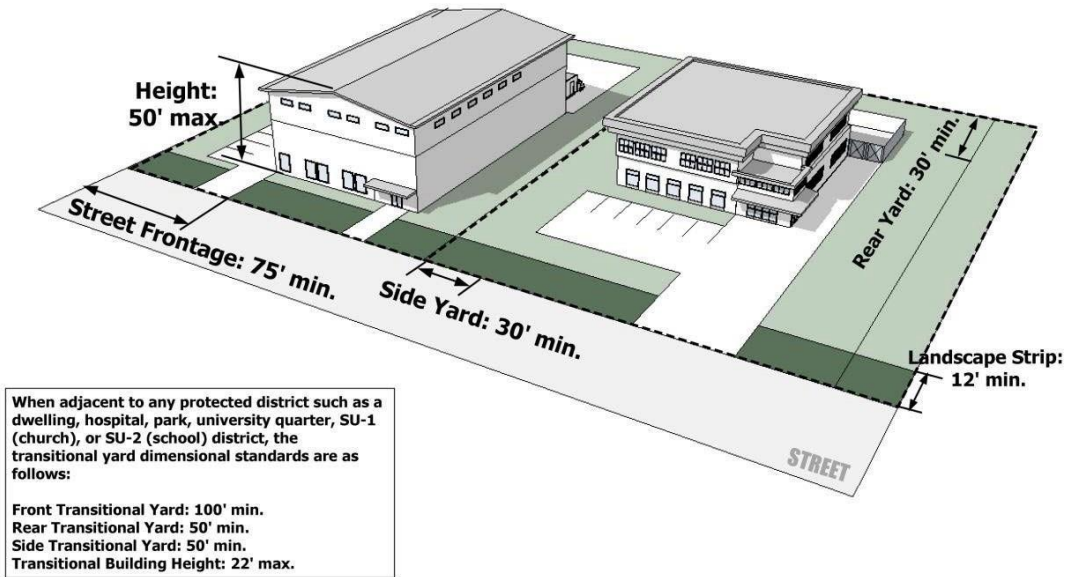 Height:
50' max.
Street Frontage: 75' min.
Side Yard: 30' min.
Rear Yard: 30' min.
Landscape Strip:
12' min.
STREET
When adjacent to any protected district such as a
dwelling, hospital, park, university quarter, SU-1
(church), or SU-2 (school) district, the
transitional yard dimensional standards are as
follows:
Front Transitional Yard: 100' min.
Rear Transitional Yard: 50' min.
Side Transitional Yard: 50' min.
Transitional Building Height: 22' max.